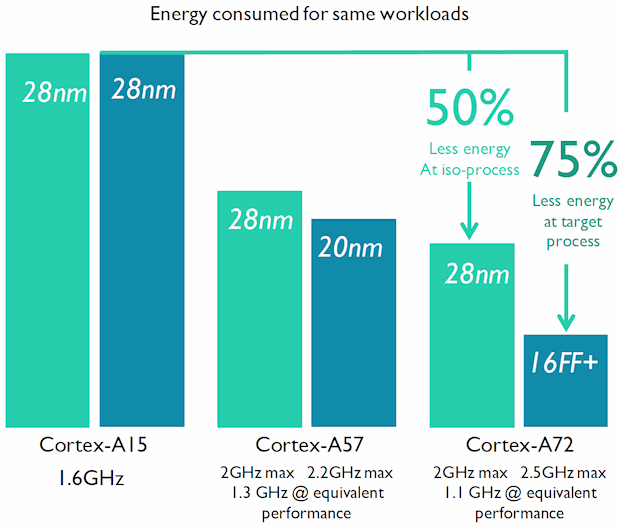 Energy consumed for same workloads
28nm
28nm
50%
Less energy
At iso-process
75%
Less energy
at target
process
28nm
20nm
28nm
16FF+
Cortex-A15
1.6GHz
Cortex-A57
2GHz max 2.2GHz max
1.3 GHz @ equivalent
performance
Cortex-A72
2GHz max 2.5GHz max
1.1 GHz @ equivalent
performance